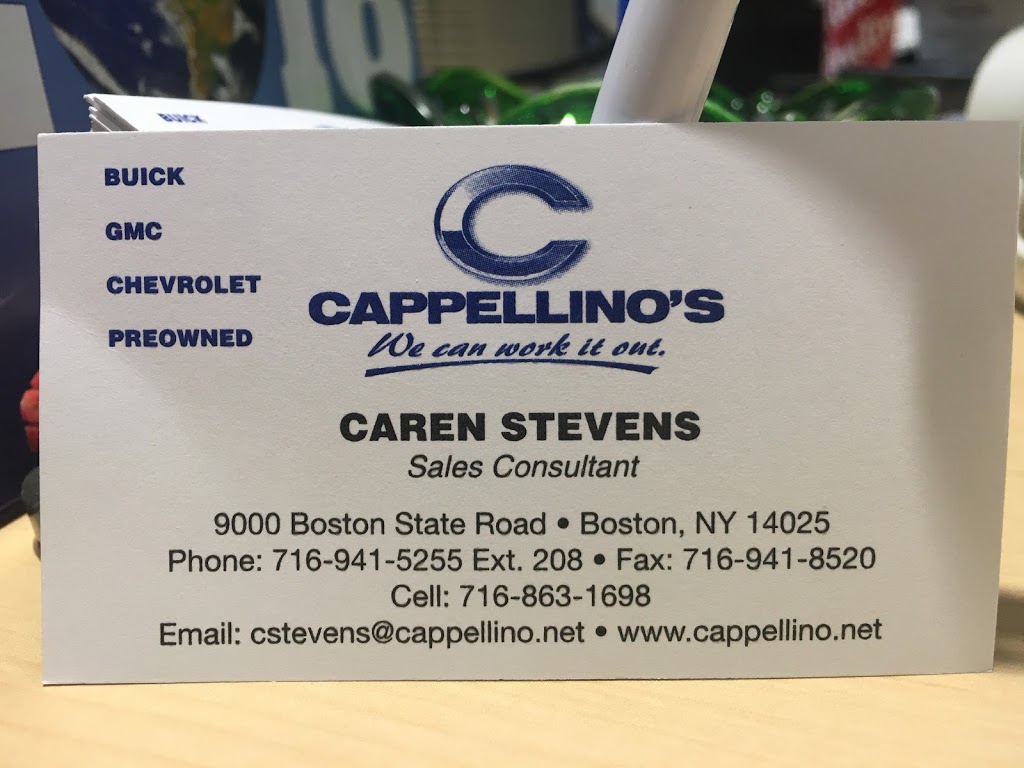 BUICK
BUICK
GMC
CHEVROLET
PREOWNED
C
CAPPELLINO'S
We can work it out.
CAREN STEVENS
Sales Consultant
9000 Boston State Road • Boston, NY 14025
Phone: 716-941-5255 Ext. 208 • Fax: 716-941-8520
Cell: 716-863-1698
Email: cstevens@cappellino.net • www.cappellino.net